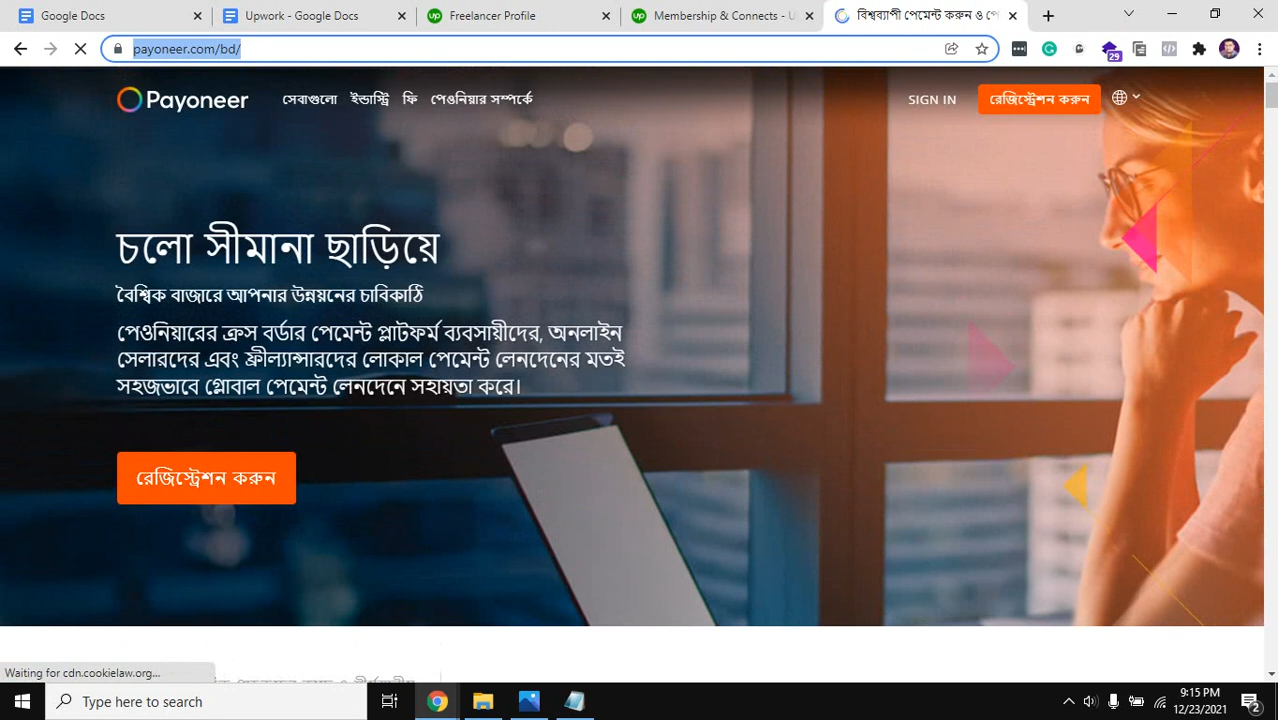 Google Docs
Upwork - Google Docs
Freelancer Profile
Membership & Connects - U
বিশ্বব্যাপী পেমেন্ট করুন ও পে
payoneer.com/bd/
29
Payoneer
সেবাগুলো ইন্ডাস্ট্রি ফি পেওনিয়ার সম্পর্কে
SIGN IN
রেজিস্ট্রেশন করুন
চলো সীমানা ছাড়িয়ে
বৈশ্বিক বাজারে আপনার উন্নয়নের চাবিকাঠি
পেওনিয়ারের ক্রস বর্ডার পেমেন্ট প্লাটফর্ম ব্যবসায়ীদের, অনলাইন
সেলারদের এবং ফ্রীল্যান্সারদের লোকাল পেমেন্ট লেনদেনের মতই
সহজভাবে গ্লোবাল পেমেন্ট লেনদেনে সহায়তা করে।
রেজিস্ট্রেশন করুন
Waiting for cdn.cookielaw.org...
Type here to search
9:15 PM
12/23/2021
2